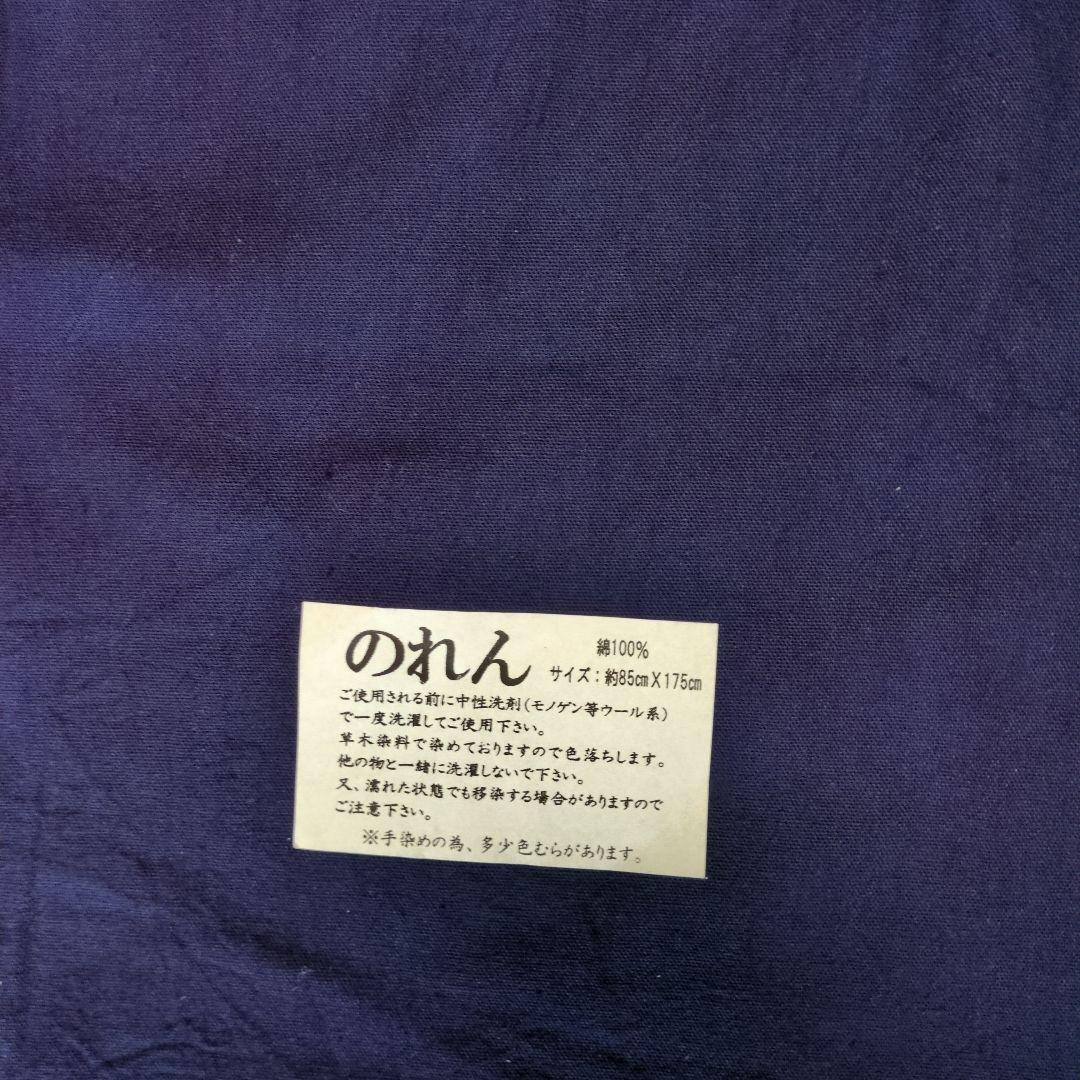 のれん
綿100%
サイズ:約85cm×175cm
ご使用される前に中性洗剤(モノゲン等ウール系)
で一度洗濯してご使用下さい。
草木染料で染めておりますので色落ちします。
他の物と一緒に洗濯しないで下さい。
又、濡れた状態でも移染する場合がありますので
ご注意下さい。
※手染めの為、多少色むらがあります。